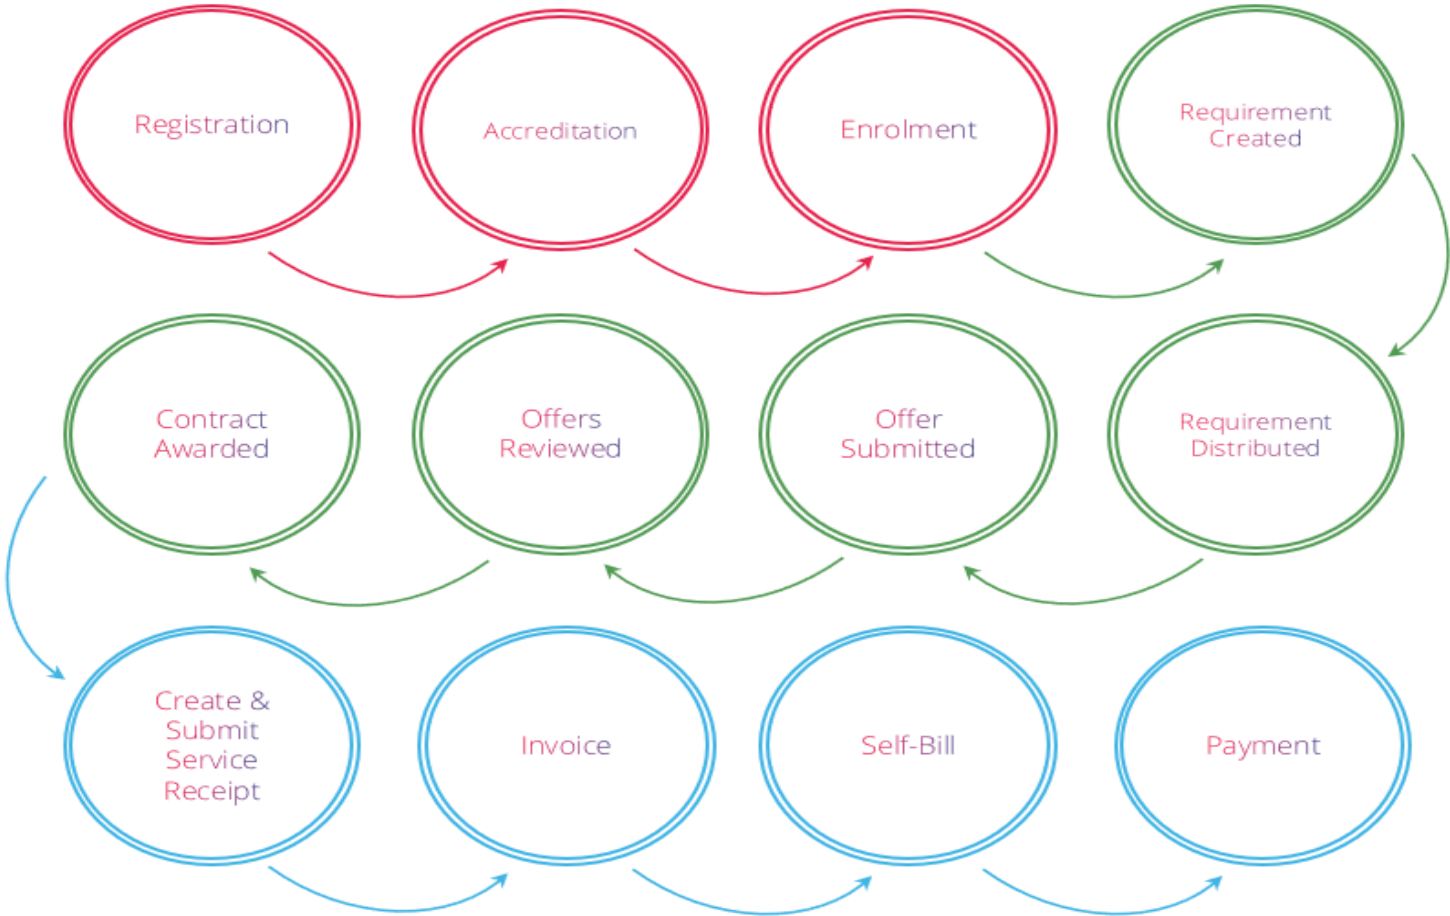 Registration
Accreditation
Enrolment
Requirement
Created
Contract
Awarded
Offers
Reviewed
Offer
Submitted
Requirement
Distributed
Create &
Submit
Service
Receipt
Invoice
Self-Bill
Payment